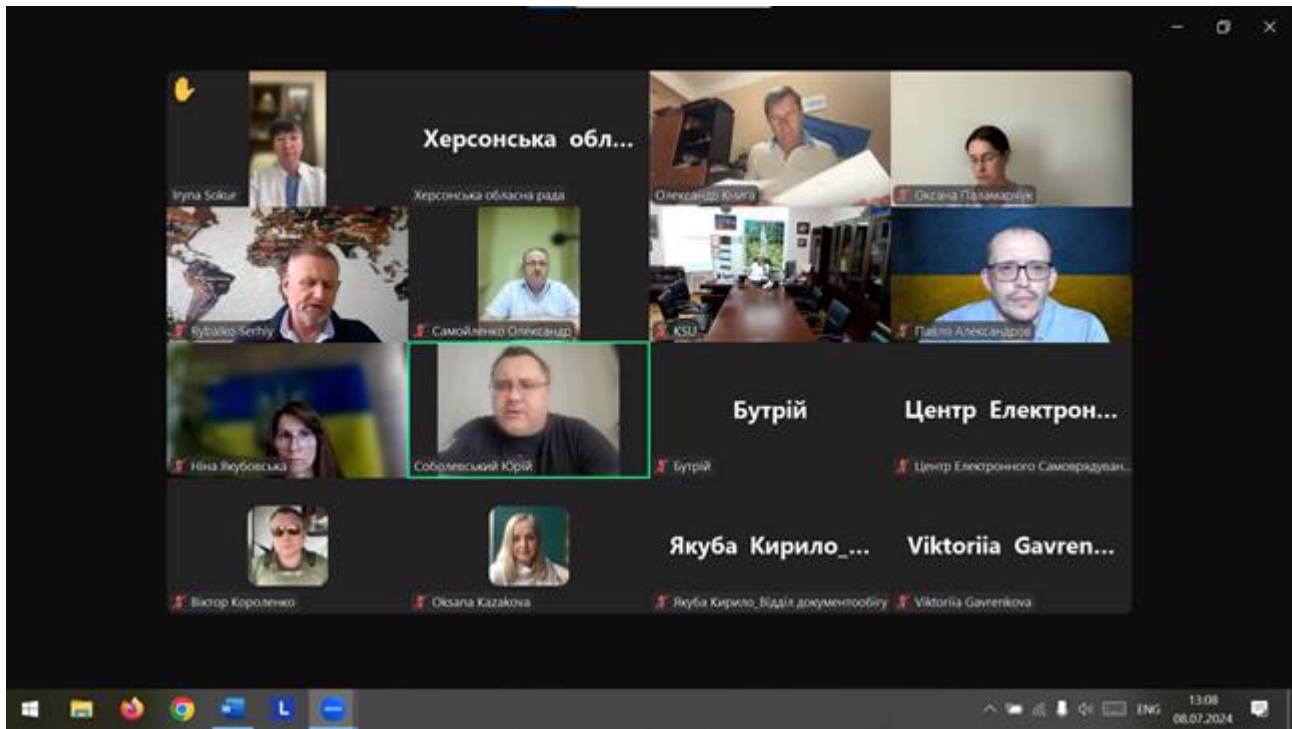 Iryna Sokur
Херсонська обл...
Херсонська обласна рада
Олександр Книга
Оксана Паламарчук
Rybalko Serhiy
Самойленко Олександр
KSU
Павло Александров
Ніна Якубовська
Соболевський Юрій
Бутрій
Бутрій
Центр Електрон...
Центр Електронного Самоврядуван...
Віктор Короленко
Oksana Kazakova
Якуба Кирило_...
Якуба Кирило_Відділ документообігу
Viktoriia Gavren...
Viktoriia Gavrenkova
L
ENG
13:08
08.07.2024